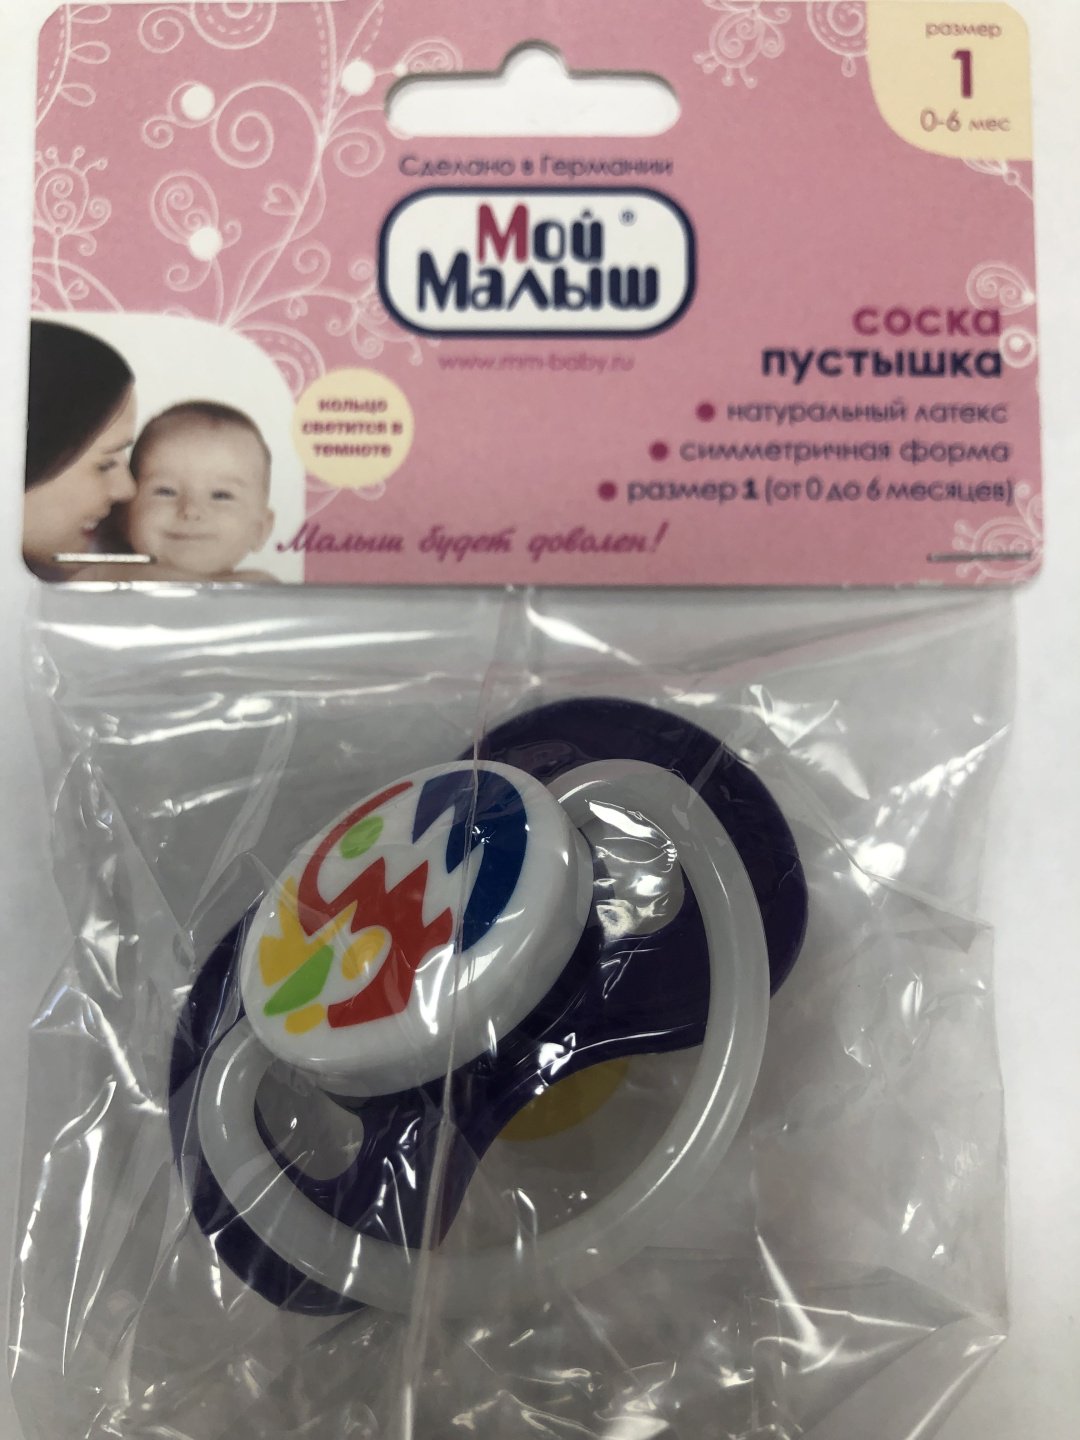 размер
1
0-6 мес
Сделано в Германии
Мой ®
Малыш
www.mm-baby.ru
соска
пустышка
кольцо
светится в
темноте
• натуральный латекс
• симметричная форма
• размер 1 (от 0 до 6 месяцев)
Малыш будет доволен!